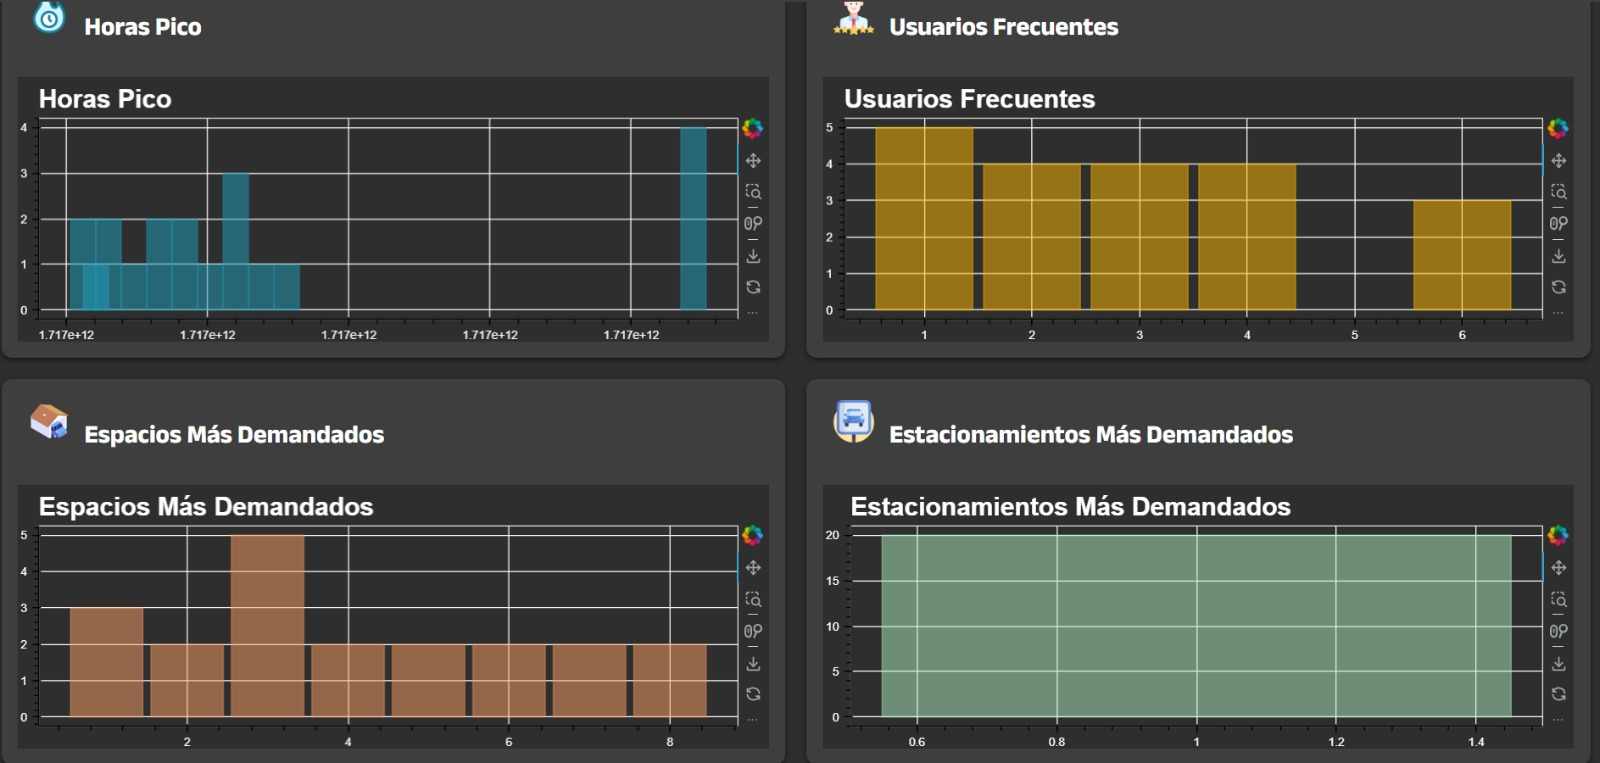 Horas Pico
Usuarios Frecuentes
Horas Pico
4
3
2
1
0
1.717e+12 1.717e+12 1.717e+12 1.717e+12 1.717e+12
Usuarios Frecuentes
5
4
3
2
1
0
1 2 3 4 5 6
Espacios Más Demandados
Estacionamientos Más Demandados
Espacios Más Demandados
5
4
3
2
1
0
2 4 6 8
Estacionamientos Más Demandados
20
15
10
5
0
0.6 0.8 1 1.2 1.4